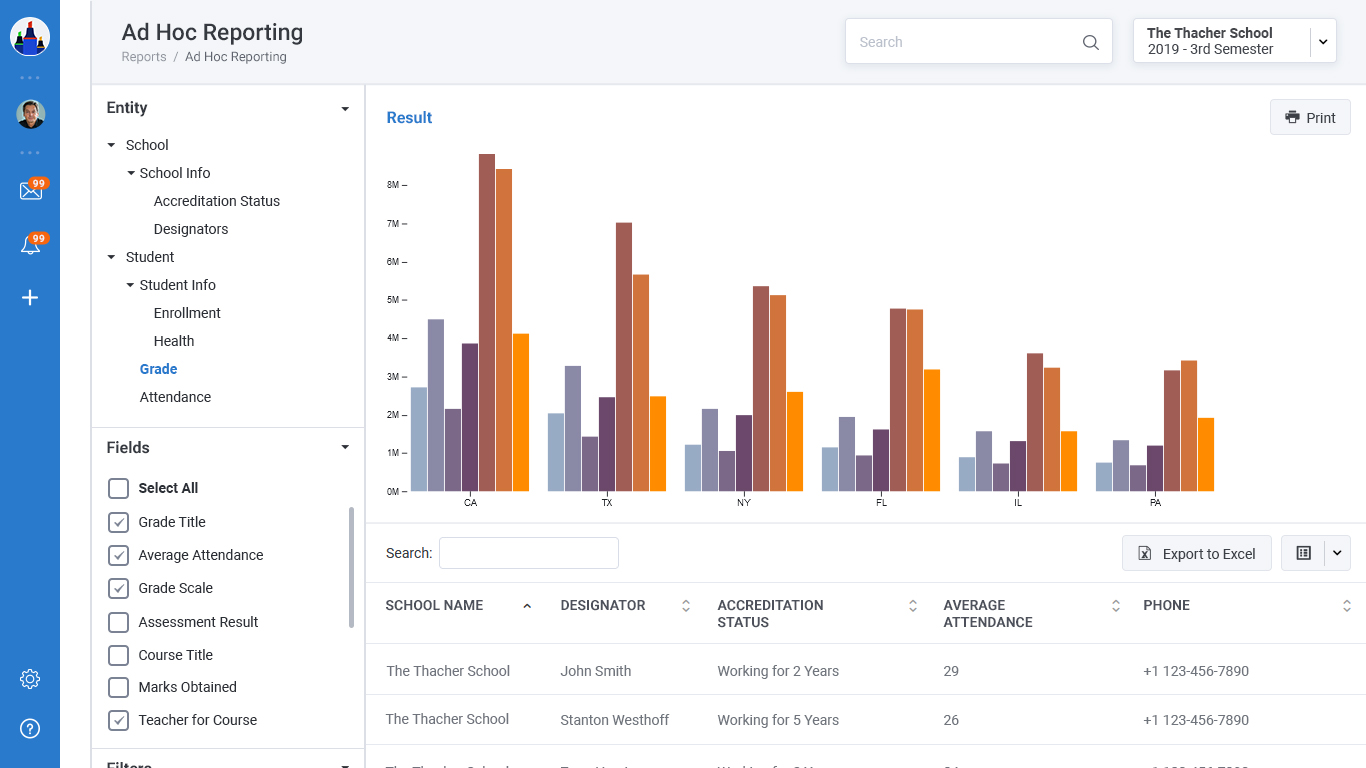 Ad Hoc Reporting
Reports / Ad Hoc Reporting
Search
The Thacher School
2019 - 3rd Semester
99
99
Entity
School
School Info
Accreditation Status
Designators
Student
Student Info
Enrollment
Health
Grade
Attendance
Fields
Select All
Grade Title
Average Attendance
Grade Scale
Assessment Result
Course Title
Marks Obtained
Teacher for Course
Filters
Result
Print
8M
7M
6M
5M
4M
3M
2M
1M
0M
CA TX NY FL IL PA
Search:
Export to Excel
SCHOOL NAME DESIGNATOR ACCREDITATION STATUS AVERAGE ATTENDANCE PHONE
The Thacher School John Smith Working for 2 Years 29 +1 123-456-7890
The Thacher School Stanton Westhoff Working for 5 Years 26 +1 123-456-7890